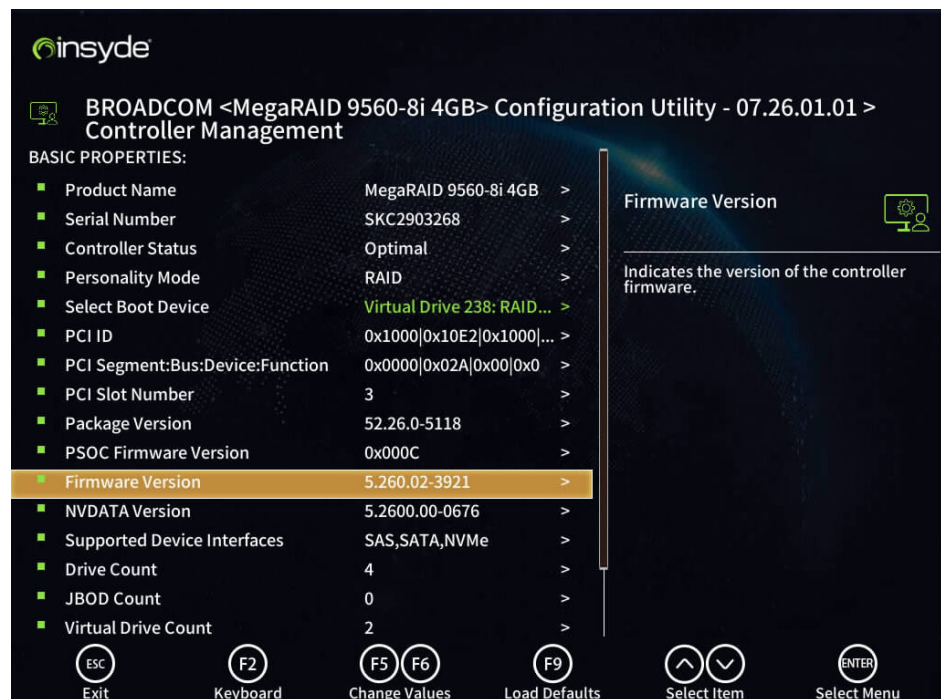 insyde
BROADCOM <MegaRAID 9560-8i 4GB> Configuration Utility - 07.26.01.01 >
Controller Management
BASIC PROPERTIES:
Product Name MegaRAID 9560-8i 4GB >
Serial Number SKC2903268 >
Controller Status Optimal >
Personality Mode RAID >
Select Boot Device Virtual Drive 238: RAID... >
PCI ID 0x1000|0x10E2|0x1000|... >
PCI Segment:Bus:Device:Function 0x0000|0x02A|0x00|0x0 >
PCI Slot Number 3 >
Package Version 52.26.0-5118 >
PSOC Firmware Version 0x000C >
Firmware Version 5.260.02-3921 >
NVDATA Version 5.2600.00-0676 >
Supported Device Interfaces SAS,SATA,NVMe >
Drive Count 4 >
JBOD Count 0 >
Virtual Drive Count 2 >
Firmware Version
Indicates the version of the controller
firmware.
ESC F2 F5 F6 F9 ENTER
Exit Keyboard Change Values Load Defaults Select Item Select Menu